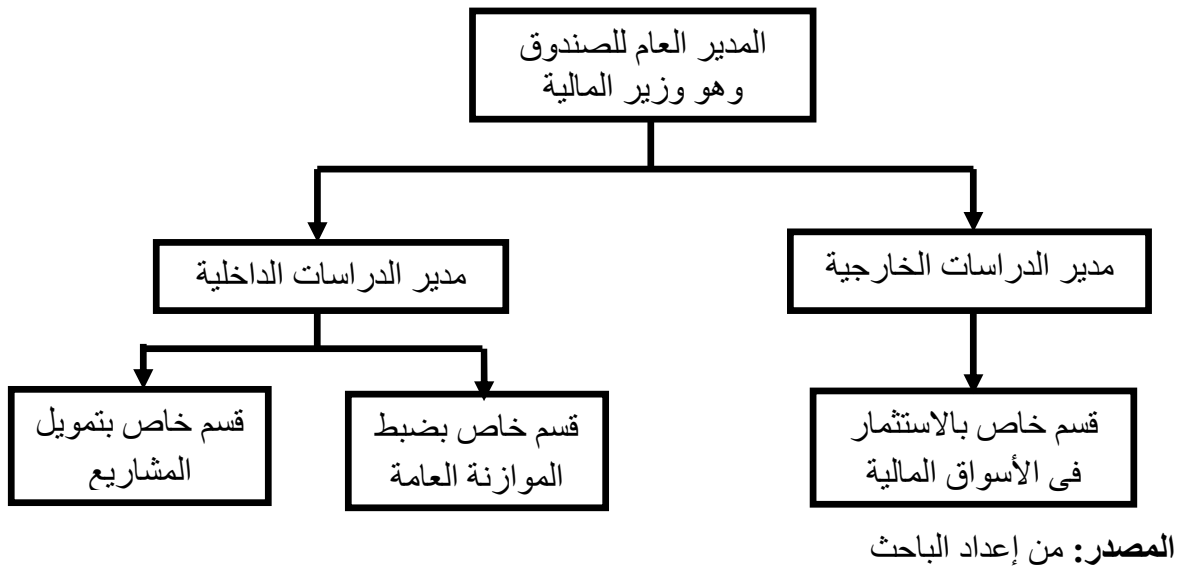 المدير العام للصندوق
وهو وزير المالية
مدير الدراسات الخارجية
مدير الدراسات الداخلية
قسم خاص بالاستثمار
فى الأسواق المالية
قسم خاص بضبط
الموازنة العامة
قسم خاص بتمويل
المشاريع
المصدر: من إعداد الباحث